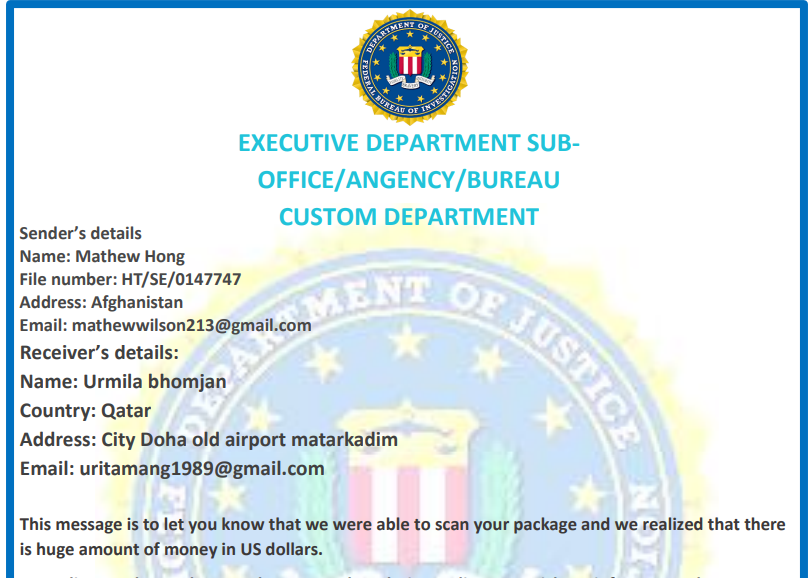 DEPARTMENT OF JUSTICE
FEDERAL BUREAU OF INVESTIGATION
EXECUTIVE DEPARTMENT SUB-
OFFICE/ANGENCY/BUREAU
CUSTOM DEPARTMENT
Sender’s details
Name: Mathew Hong
File number: HT/SE/0147747
Address: Afghanistan
Email: mathewwilson213@gmail.com
Receiver’s details:
Name: Urmila bhomjan
Country: Qatar
Address: City Doha old airport matarkadim
Email: uritamang1989@gmail.com
This message is to let you know that we were able to scan your package and we realized that there
is huge amount of money in US dollars.
DEPARTMENT OF JUSTICE